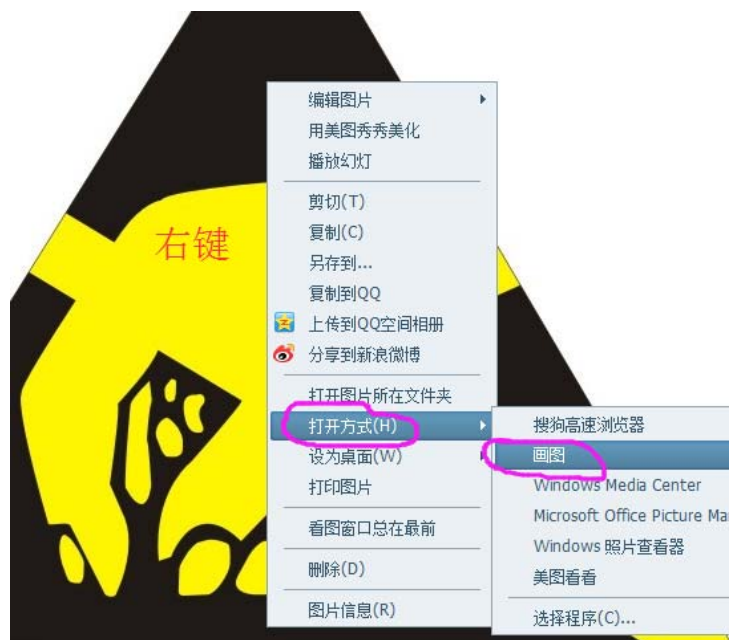 编辑图片
用美图秀秀美化
播放幻灯
剪切(T)
右键
复制(C)
另存到...
复制到QQ
上传到QQ空间相册
分享到新浪微博
打开图片所在文件夹
打开方式(H)
设为桌面(W)
打印图片
看图窗口总在最前
删除(D)
图片信息(R)
搜狗高速浏览器
画图
Windows Media Center
Microsoft Office Picture Ma
Windows 照片查看器
美图看看
选择程序(C)...